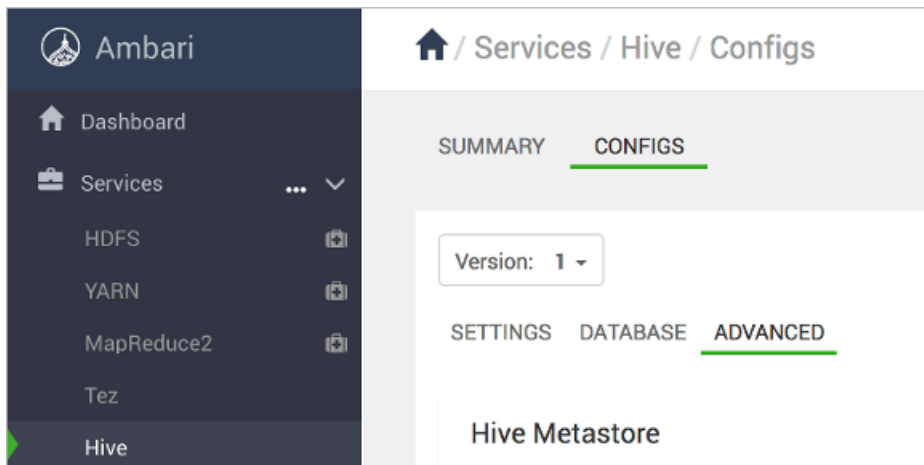 Ambari
/ Services / Hive / Configs
Dashboard
SUMMARY CONFIGS
Services ...
HDFS
Version: 1
YARN
SETTINGS DATABASE ADVANCED
MapReduce2
Tez
Hive Metastore
Hive